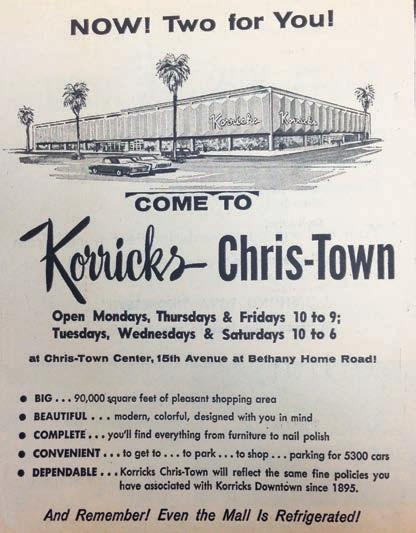 NOW! Two for You!
Korricks Korricks
COME TO
Korricks Chris-Town
Open Mondays, Thursdays & Fridays 10 to 9;
Tuesdays, Wednesdays & Saturdays 10 to 6
at Chris-Town Center, 15th Avenue at Bethany Home Road!
• BIG... 90,000 square feet of pleasant shopping area
• BEAUTIFUL... modern, colorful, designed with you in mind
• COMPLETE... you'll find everything from furniture to nail polish
• CONVENIENT... to get to... to park... to shop... parking for 5300 cars
• DEPENDABLE... Korricks Chris-Town will reflect the same fine policies you
have associated with Korricks Downtown since 1895.
And Remember! Even the Mall Is Refrigerated!